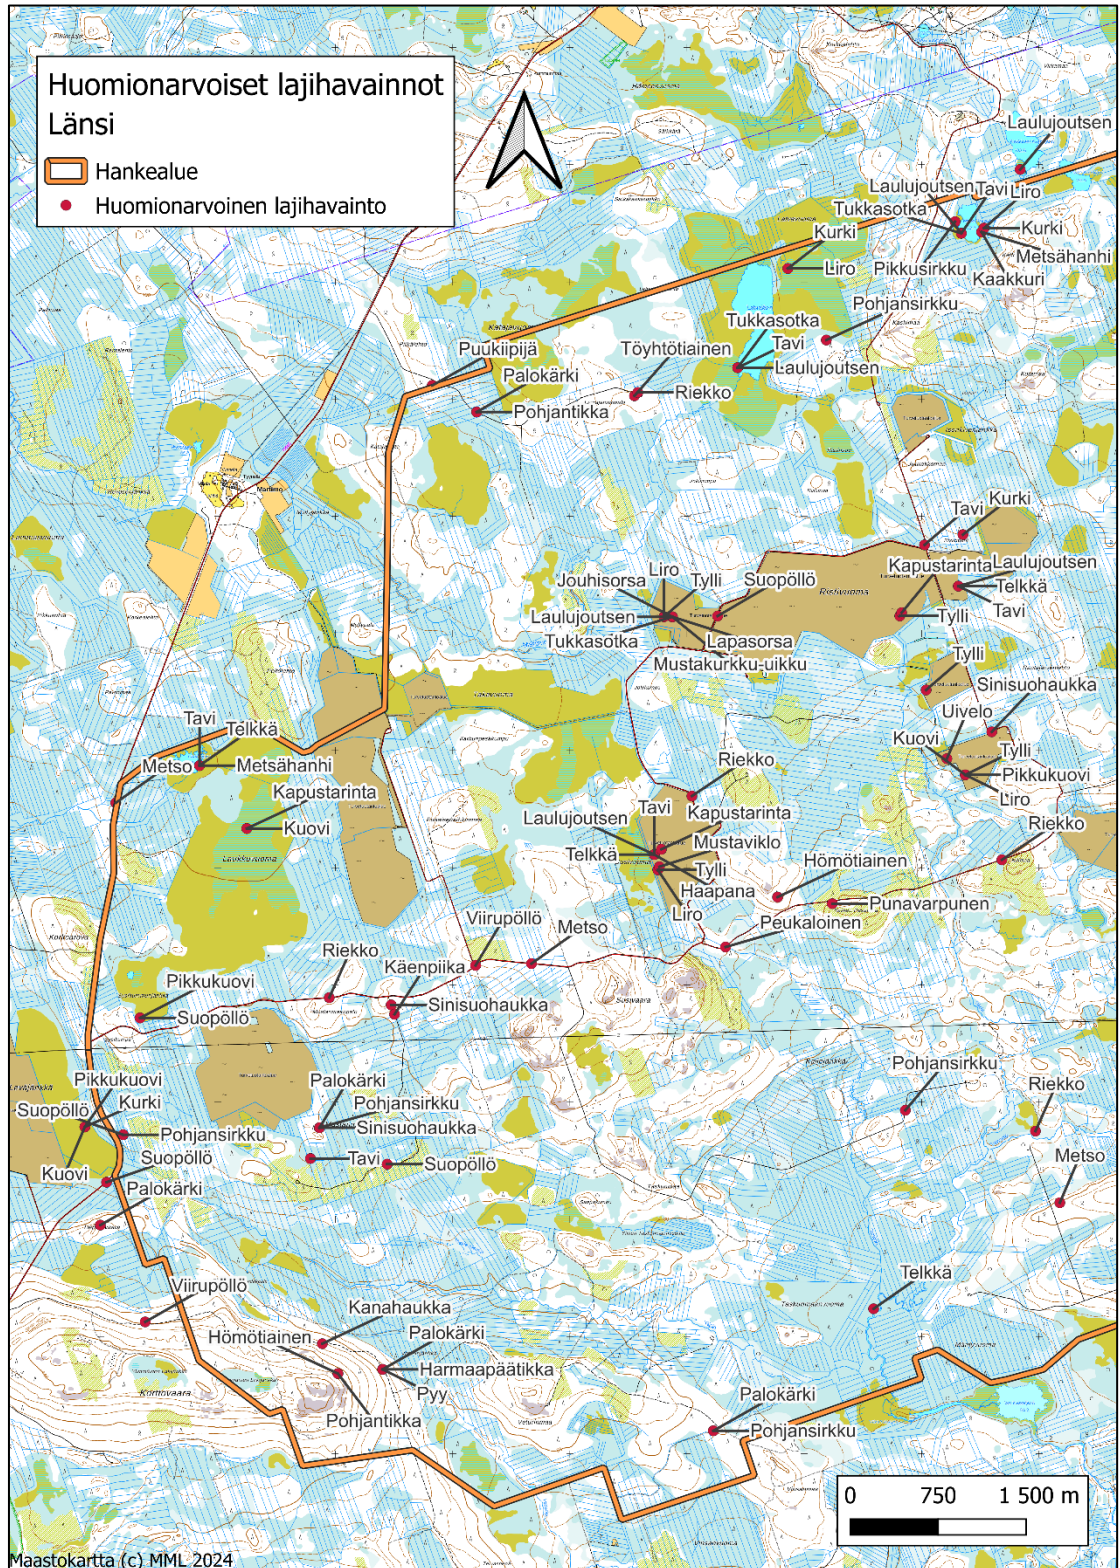 Huomionarvoiset lajihavainnot
Länsi
Hankealue
Huomionarvoinen lajihavainto
Laulujoutsen
Laulujoutsen
Tavi
Liro
Tukkasotka
Kurki
Kurki
Metsähanhi
Liro
Pikkusirkku
Kaakkuri
Pohjansirkku
Tukkasotka
Puukiipijä
Töyhtötiainen
Tavi
Palokärki
Riekko
Laulujoutsen
Pohjantikka
Martimo
Kurki
Tavi
Kapustarinta
Laulujoutsen
Liro
Jouhisorsa
Tylli
Suopöllö
Telkkä
Ristivuoma
Laulujoutsen
Tylli
Tavi
Tukkasotka
Lapasorsa
Mustakurkku-uikku
Tylli
Sinisuohaukka
Uivelo
Tavi
Telkkä
Kuovi
Tylli
Metso
Metsähanhi
Riekko
Pikkukuovi
Liro
Kapustarinta
Tavi
Kapustarinta
Laulujoutsen
Kuovi
Mustaviklo
Riekko
Telkkä
Hömötiainen
Tylli
Haapana
Punavarpunen
Liro
Viirupöllö
Metso
Peukaloinen
Riekko
Käenpiika
Pikkukuovi
Sinisuohaukka
Suopöllö
Pikkukuovi
Palokärki
Pohjansirkku
Suopöllö
Kurki
Pohjansirkku
Riekko
Pohjansirkku
Sinisuohaukka
Suopöllö
Kuovi
Tavi
Suopöllö
Metso
Palokärki
Telkkä
Viirupöllö
Kanahaukka
Hömötiainen
Palokärki
Harmaapäätikka
Pyy
Pohjantikka
Palokärki
Pohjansirkku
0 750 1 500 m
Maastokartta (c) MML 2024